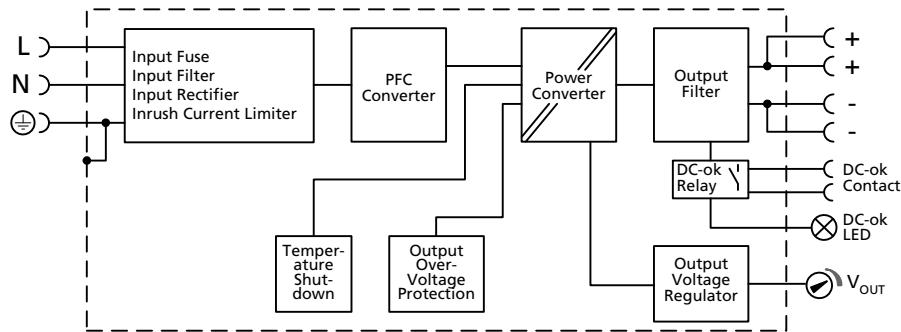 L
N
Input Fuse
Input Filter
Input Rectifier
Inrush Current Limiter
PFC
Converter
Power
Converter
Output
Filter
+
+
-
-
DC-ok
Relay
DC-ok
Contact
DC-ok
LED
Temper-
ature
Shut-
down
Output
Over-
Voltage
Protection
Output
Voltage
Regulator
VOUT